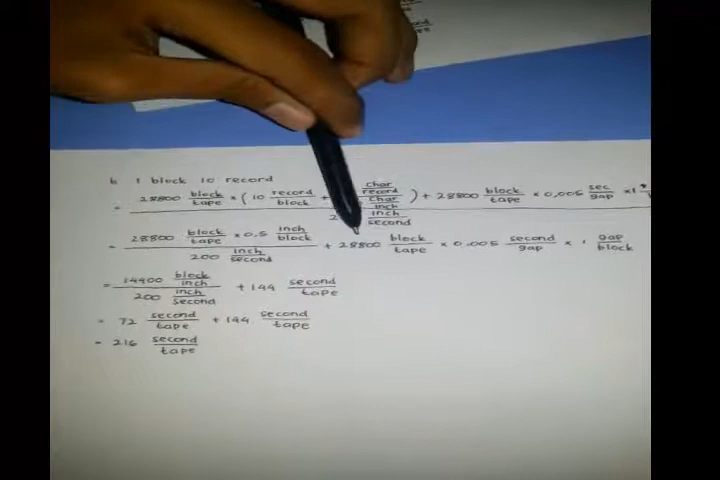 b 1 block 10 record
= 28800 block/tape × ( 10 record/block + char/record / char/inch ) + 28800 block/tape × 0,005 sec/gap × 1
2 inch/second
= 28800 block/tape × 0.5 inch/block / 200 inch/second + 28800 block/tape × 0.005 second/gap × 1 gap/block
= 14400 block/inch / 200 inch/second + 144 second/tape
= 72 second/tape + 144 second/tape
= 216 second/tape